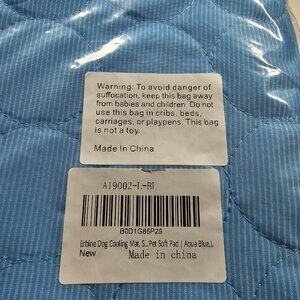 Warning: To avoid danger of
suffocation, keep this bag away
from babies and children. Do not
use this bag in cribs, beds,
carriages, or playpens. This bag
is not a toy.
Made In China
A19002-L-BL
B0D1G86P29
Erbine Dog Cooling Mat, S...Pet Soft Pad | Aqua Blue,L
New
Made in china